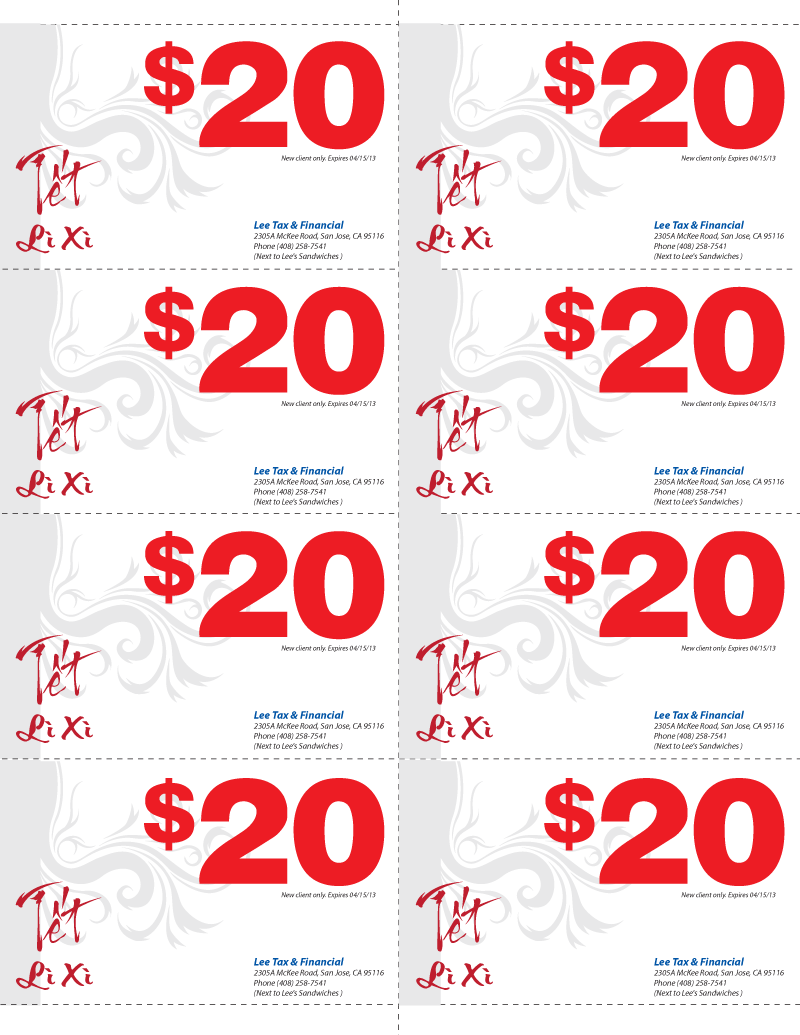 $20
New client only. Expires 04/15/13
Tết
Lì Xì
Lee Tax & Financial
2305A McKee Road, San Jose, CA 95116
Phone (408) 258-7541
(Next to Lee's Sandwiches )
$20
New client only. Expires 04/15/13
Tết
Lì Xì
Lee Tax & Financial
2305A McKee Road, San Jose, CA 95116
Phone (408) 258-7541
(Next to Lee's Sandwiches )
$20
New client only. Expires 04/15/13
Tết
Lì Xì
Lee Tax & Financial
2305A McKee Road, San Jose, CA 95116
Phone (408) 258-7541
(Next to Lee's Sandwiches )
$20
New client only. Expires 04/15/13
Tết
Lì Xì
Lee Tax & Financial
2305A McKee Road, San Jose, CA 95116
Phone (408) 258-7541
(Next to Lee's Sandwiches )
$20
New client only. Expires 04/15/13
Tết
Lì Xì
Lee Tax & Financial
2305A McKee Road, San Jose, CA 95116
Phone (408) 258-7541
(Next to Lee's Sandwiches )
$20
New client only. Expires 04/15/13
Tết
Lì Xì
Lee Tax & Financial
2305A McKee Road, San Jose, CA 95116
Phone (408) 258-7541
(Next to Lee's Sandwiches )
$20
New client only. Expires 04/15/13
Tết
Lì Xì
Lee Tax & Financial
2305A McKee Road, San Jose, CA 95116
Phone (408) 258-7541
(Next to Lee's Sandwiches )
$20
New client only. Expires 04/15/13
Tết
Lì Xì
Lee Tax & Financial
2305A McKee Road, San Jose, CA 95116
Phone (408) 258-7541
(Next to Lee's Sandwiches )